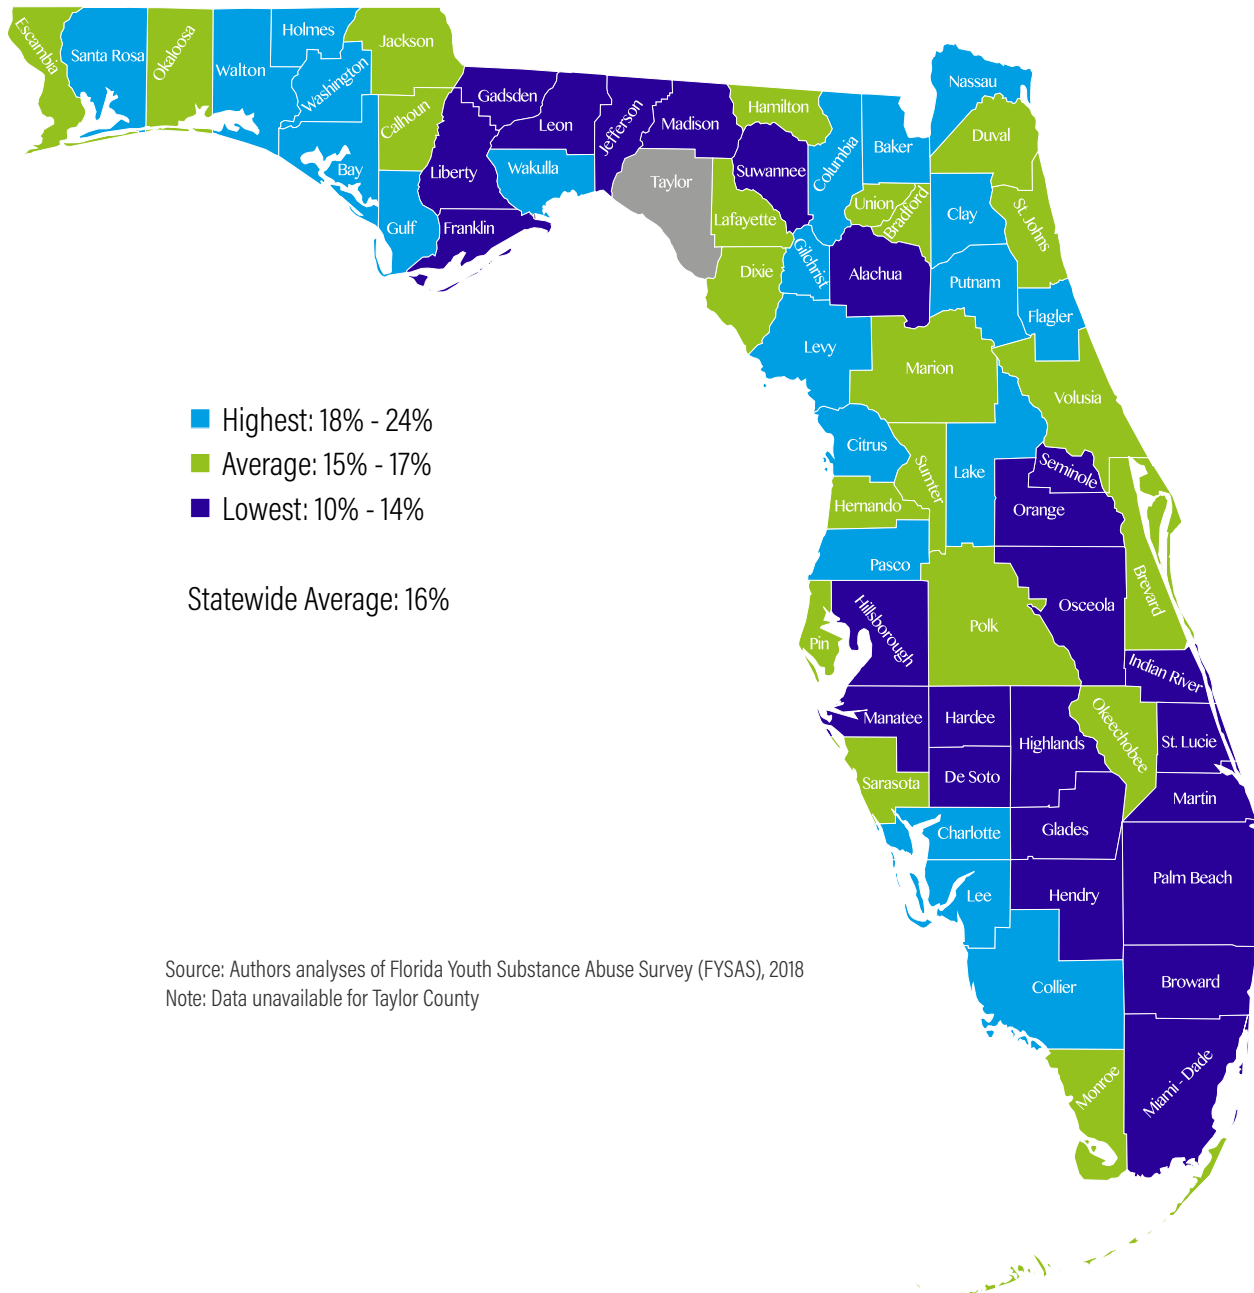 Escambia
Santa Rosa
Okaloosa
Walton
Holmes
Washington
Jackson
Calhoun
Bay
Gulf
Gadsden
Leon
Liberty
Franklin
Wakulla
Jefferson
Madison
Taylor
Hamilton
Suwannee
Lafayette
Dixie
Columbia
Baker
Nassau
Duval
Union
Bradford
Clay
St. Johns
Gilchrist
Alachua
Putnam
Flagler
Levy
Marion
Volusia
Highest: 18% - 24%
Average: 15% - 17%
Lowest: 10% - 14%
Statewide Average: 16%
Citrus
Sumter
Lake
Seminole
Orange
Hernando
Pasco
Brevard
Pin
Hillsborough
Polk
Osceola
Indian River
Manatee
Hardee
Highlands
Okeechobee
St. Lucie
Sarasota
De Soto
Martin
Charlotte
Glades
Lee
Hendry
Palm Beach
Collier
Broward
Monroe
Miami - Dade
Source: Authors analyses of Florida Youth Substance Abuse Survey (FYSAS), 2018
Note: Data unavailable for Taylor County